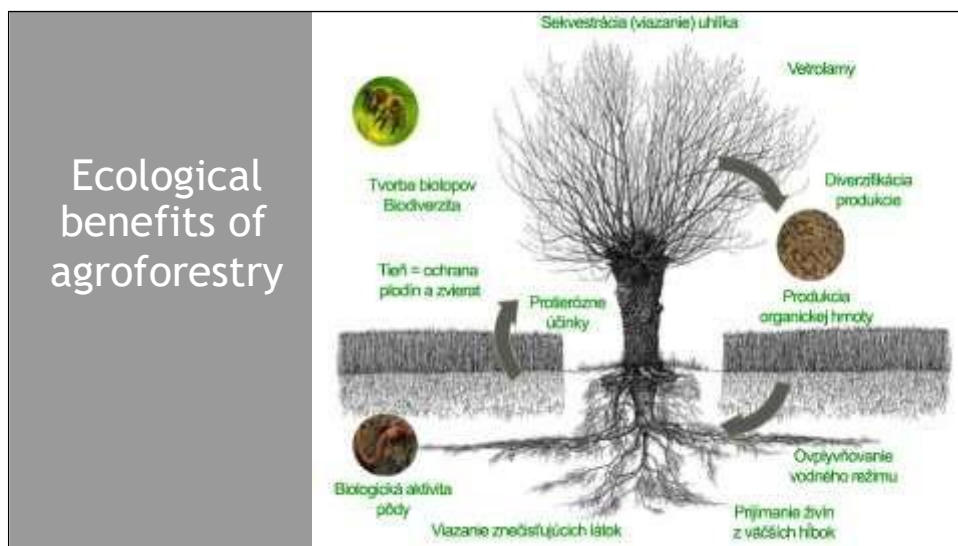 Ecological
benefits of
agroforestry
Sekvestrácia (viazanie) uhlíka
Vetrolamy
Tvorba biotopov
Biodiverzita
Diverzifikácia
produkcie
Tieň = ochrana
plodín a zvierat
Protierózne
účinky
Produkcia
organickej hmoty
Biologická aktivita
pôdy
Ovplyvňovanie
vodného režimu
Viazanie znečisťujúcich látok
Prijímanie živín
z väčších hĺbok